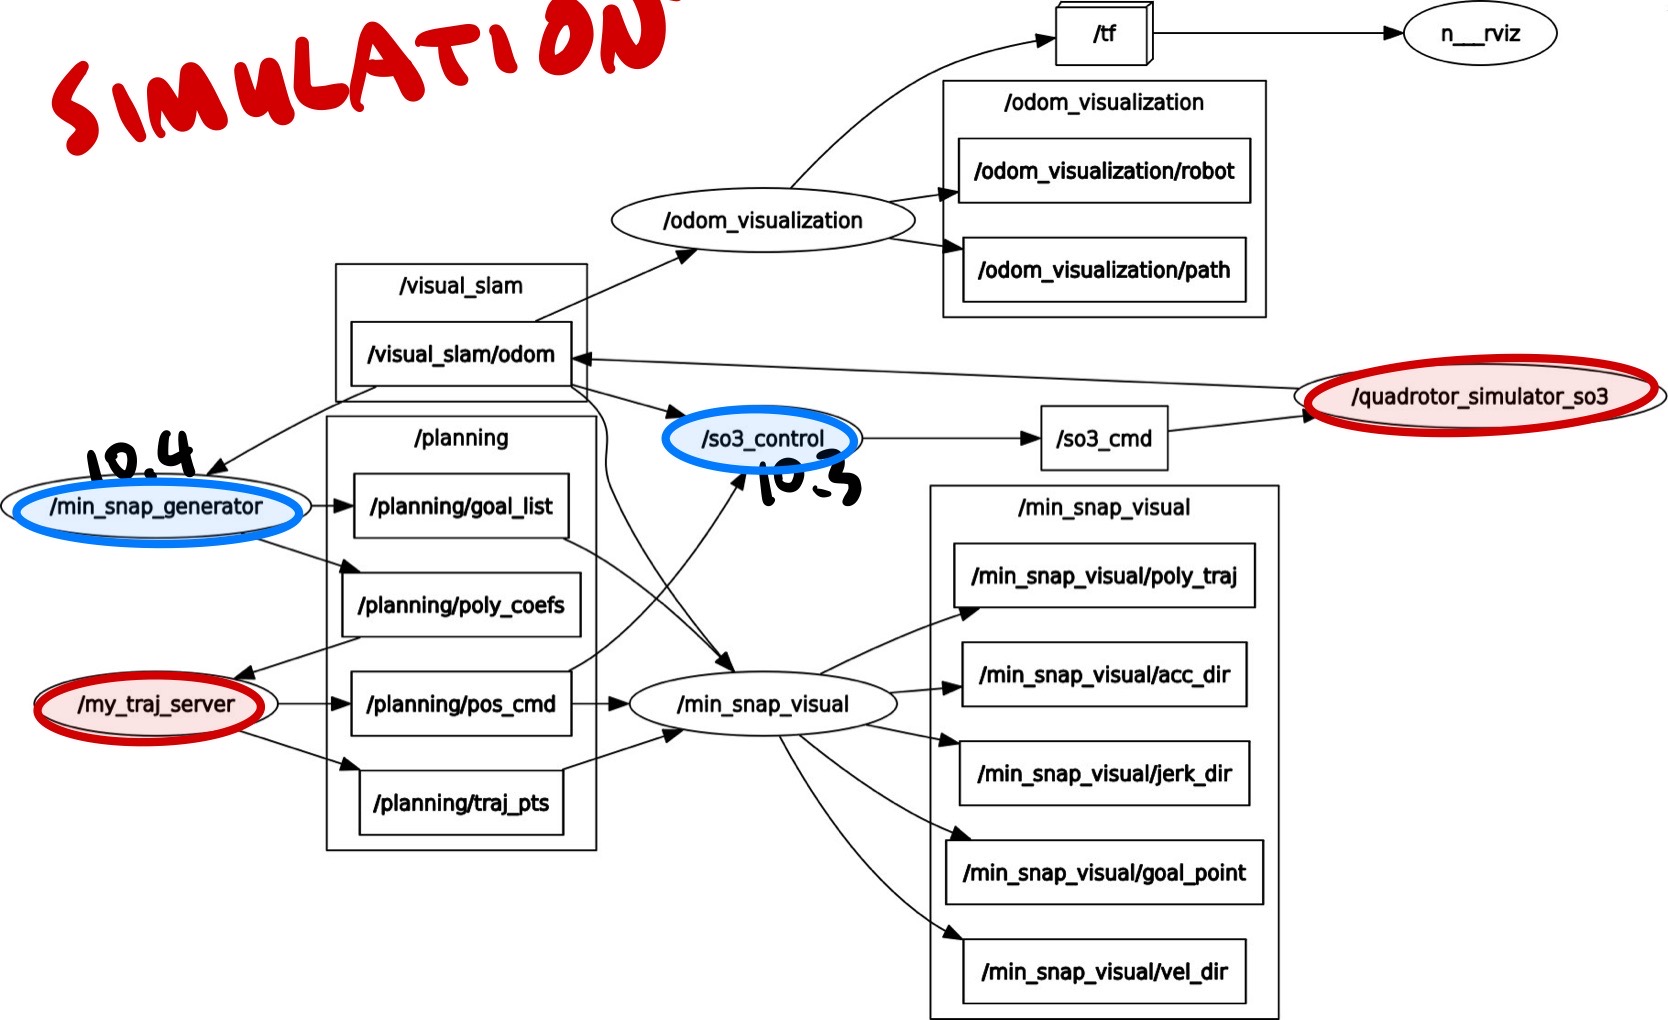 SIMULATION
/tf
n___rviz
/odom_visualization
/odom_visualization/robot
/odom_visualization
/odom_visualization/path
/visual_slam
/visual_slam/odom
/quadrotor_simulator_so3
/planning
/so3_control
/so3_cmd
10.4
10.3
/min_snap_generator
/planning/goal_list
/min_snap_visual
/min_snap_visual/poly_traj
/planning/poly_coefs
/min_snap_visual/acc_dir
/my_traj_server
/planning/pos_cmd
/min_snap_visual
/min_snap_visual/jerk_dir
/planning/traj_pts
/min_snap_visual/goal_point
/min_snap_visual/vel_dir